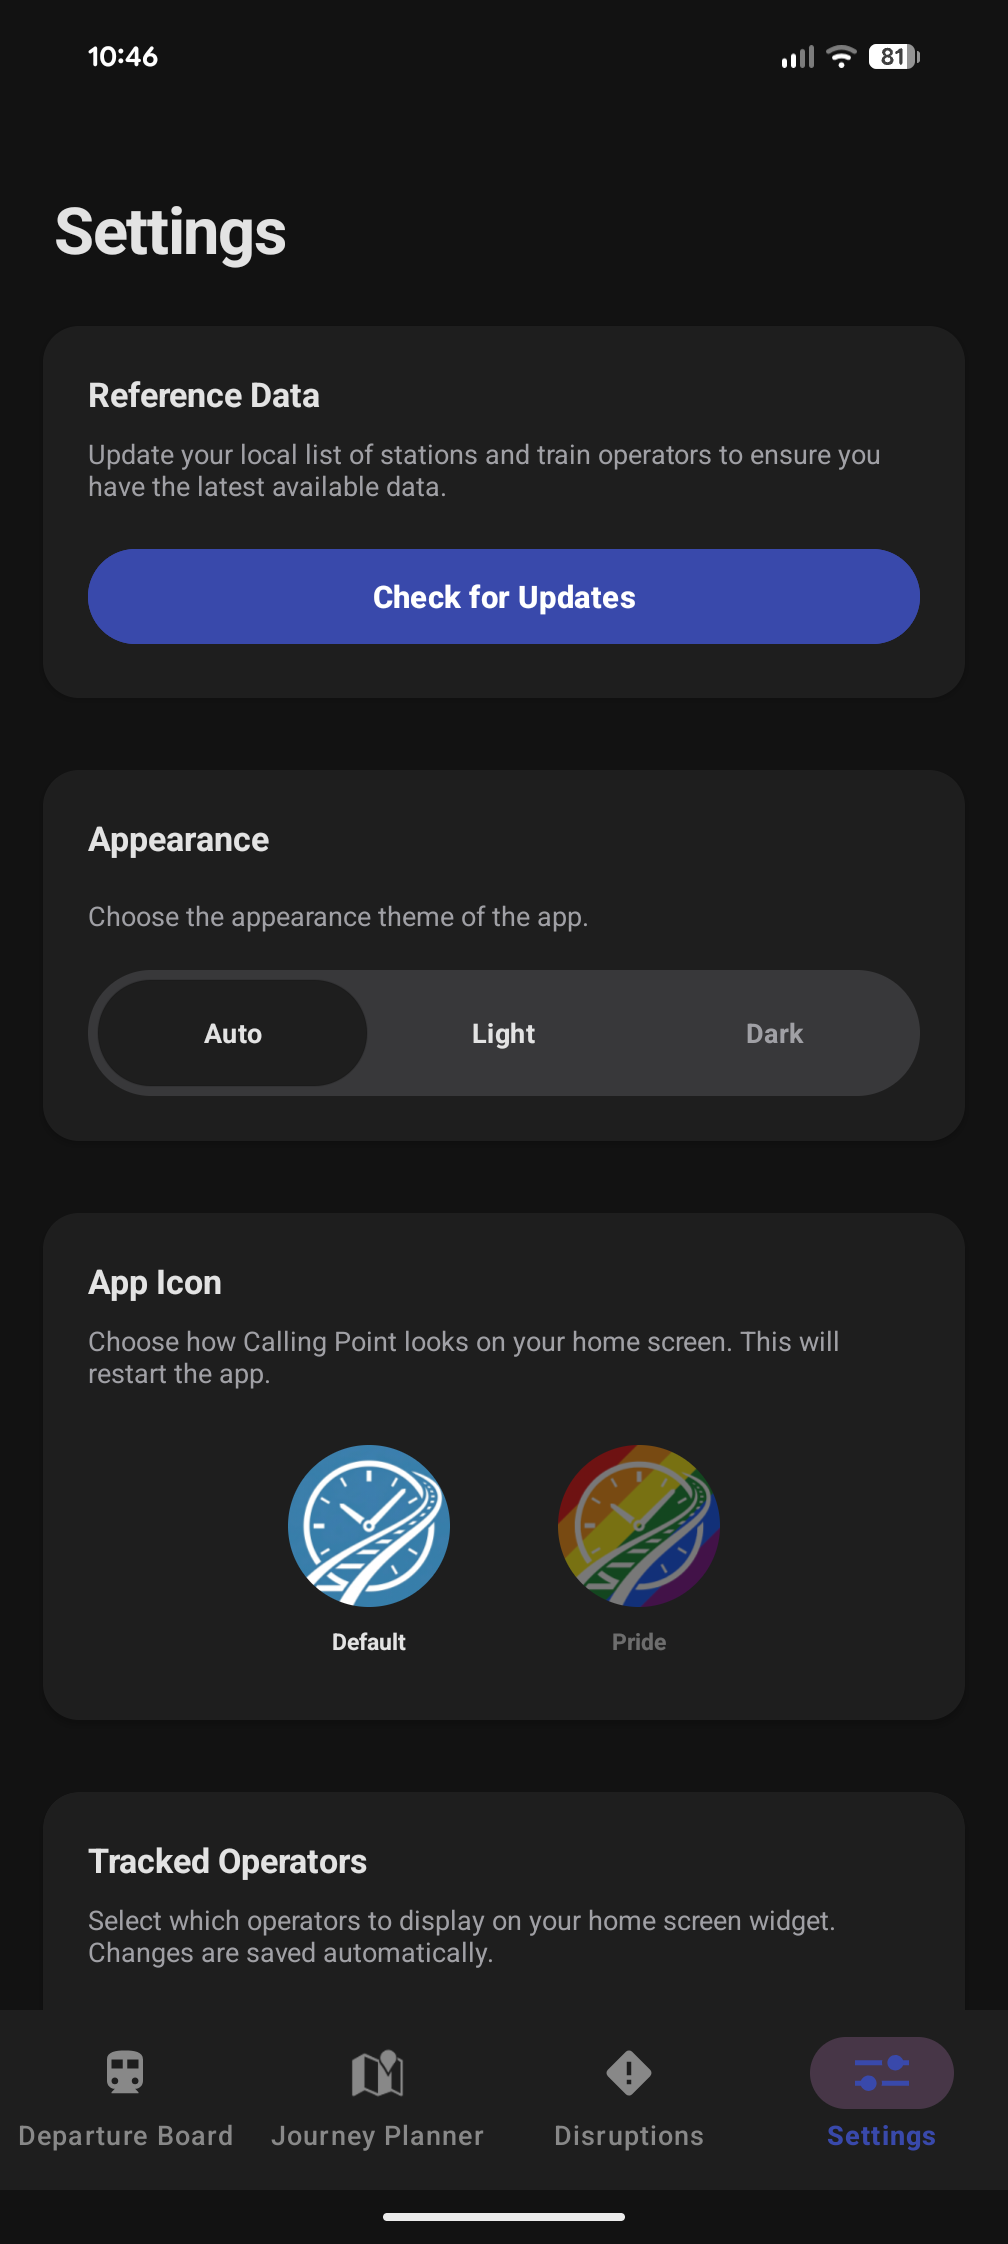 10:46
81
Settings
Reference Data
Update your local list of stations and train operators to ensure you
have the latest available data.
Check for Updates
Appearance
Choose the appearance theme of the app.
Auto
Light
Dark
App Icon
Choose how Calling Point looks on your home screen. This will
restart the app.
Default
Pride
Tracked Operators
Select which operators to display on your home screen widget.
Changes are saved automatically.
Departure Board
Journey Planner
Disruptions
Settings